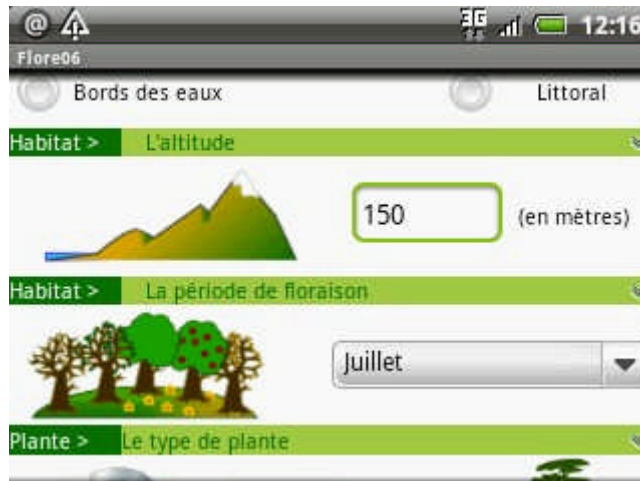 @ 3G 12:16
Flore06
Bords des eaux Littoral
Habitat > L'altitude
150 (en mètres)
Habitat > La période de floraison
Juillet
Plante > Le type de plante